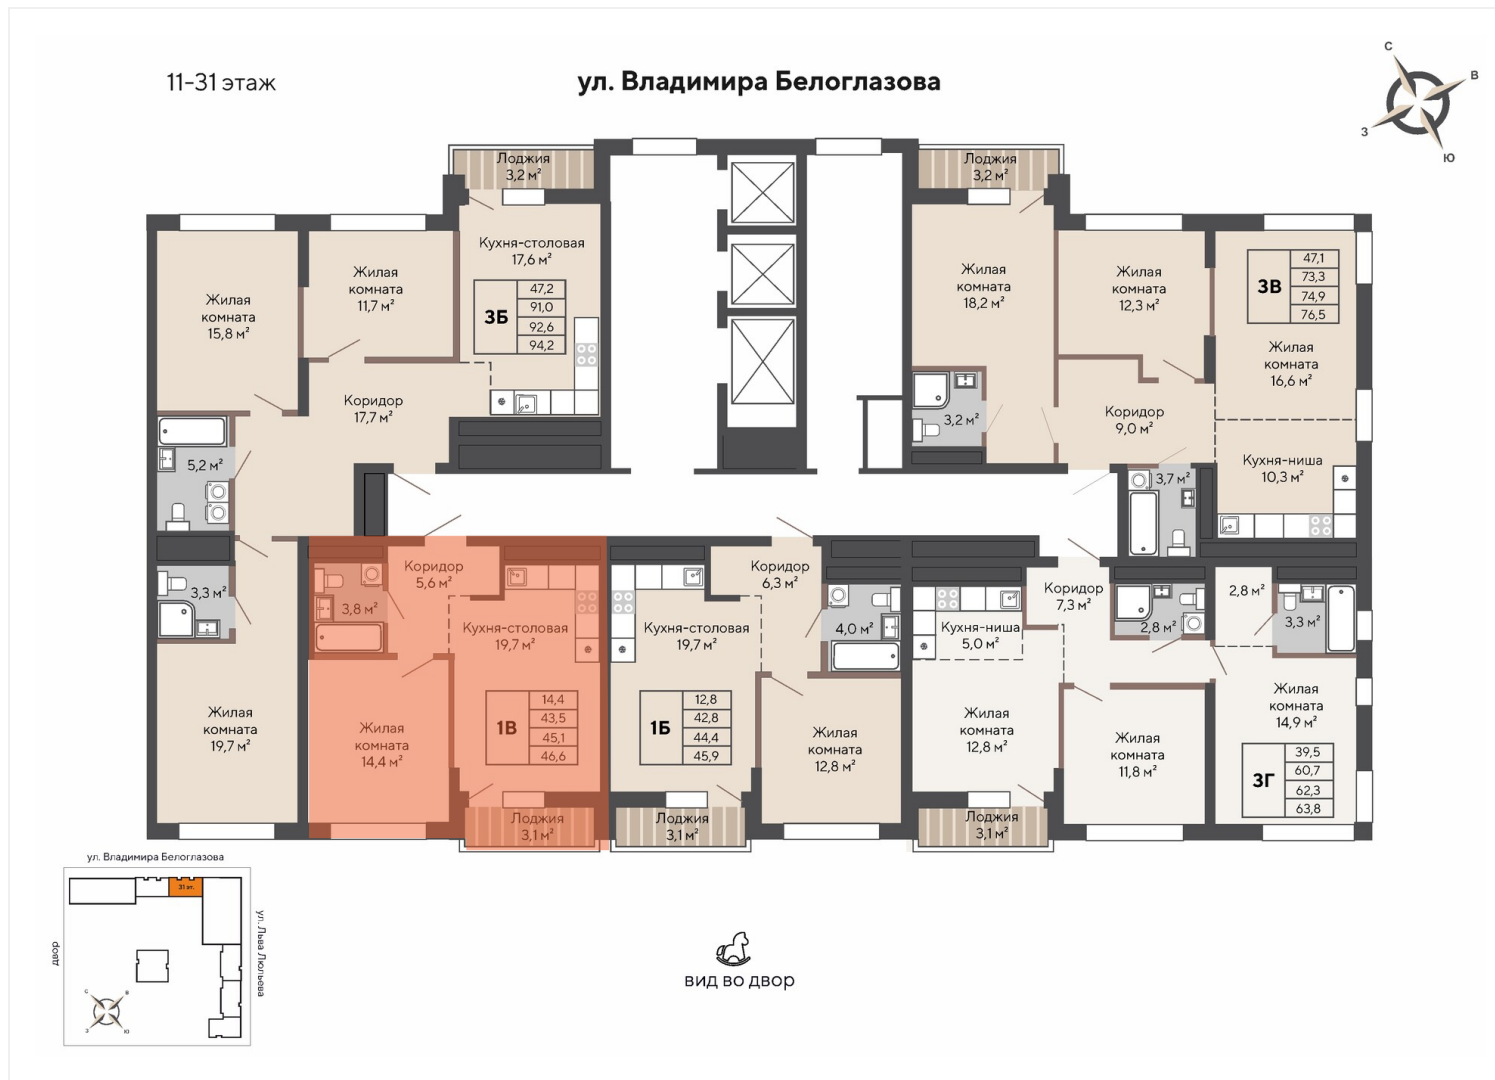 11-31 этаж
ул. Владимира Белоглазова
С
В
З
Ю
Лоджия
3,2 м²
Лоджия
3,2 м²
Кухня-столовая
17,6 м²
3Б
47,2
91,0
92,6
94,2
Жилая
комната
11,7 м²
Жилая
комната
15,8 м²
Коридор
17,7 м²
5,2 м²
3,3 м²
Жилая
комната
19,7 м²
Жилая
комната
18,2 м²
3,2 м²
Жилая
комната
12,3 м²
3В
47,1
73,3
74,9
76,5
Жилая
комната
16,6 м²
Коридор
9,0 м²
Кухня-ниша
10,3 м²
3,7 м²
Коридор
5,6 м²
3,8 м²
Кухня-столовая
19,7 м²
1В
14,4
43,5
45,1
46,6
Жилая
комната
14,4 м²
Лоджия
3,1 м²
Коридор
6,3 м²
4,0 м²
Кухня-столовая
19,7 м²
1Б
12,8
42,8
44,4
45,9
Жилая
комната
12,8 м²
Лоджия
3,1 м²
Коридор
7,3 м²
Кухня-ниша
5,0 м²
2,8 м²
2,8 м²
3,3 м²
Жилая
комната
12,8 м²
Жилая
комната
11,8 м²
Жилая
комната
14,9 м²
3Г
39,5
60,7
62,3
63,8
Лоджия
3,1 м²
ул. Владимира Белоглазова
31 эт.
двор
ул. Льва Люльева
С
В
З
Ю
вид во двор